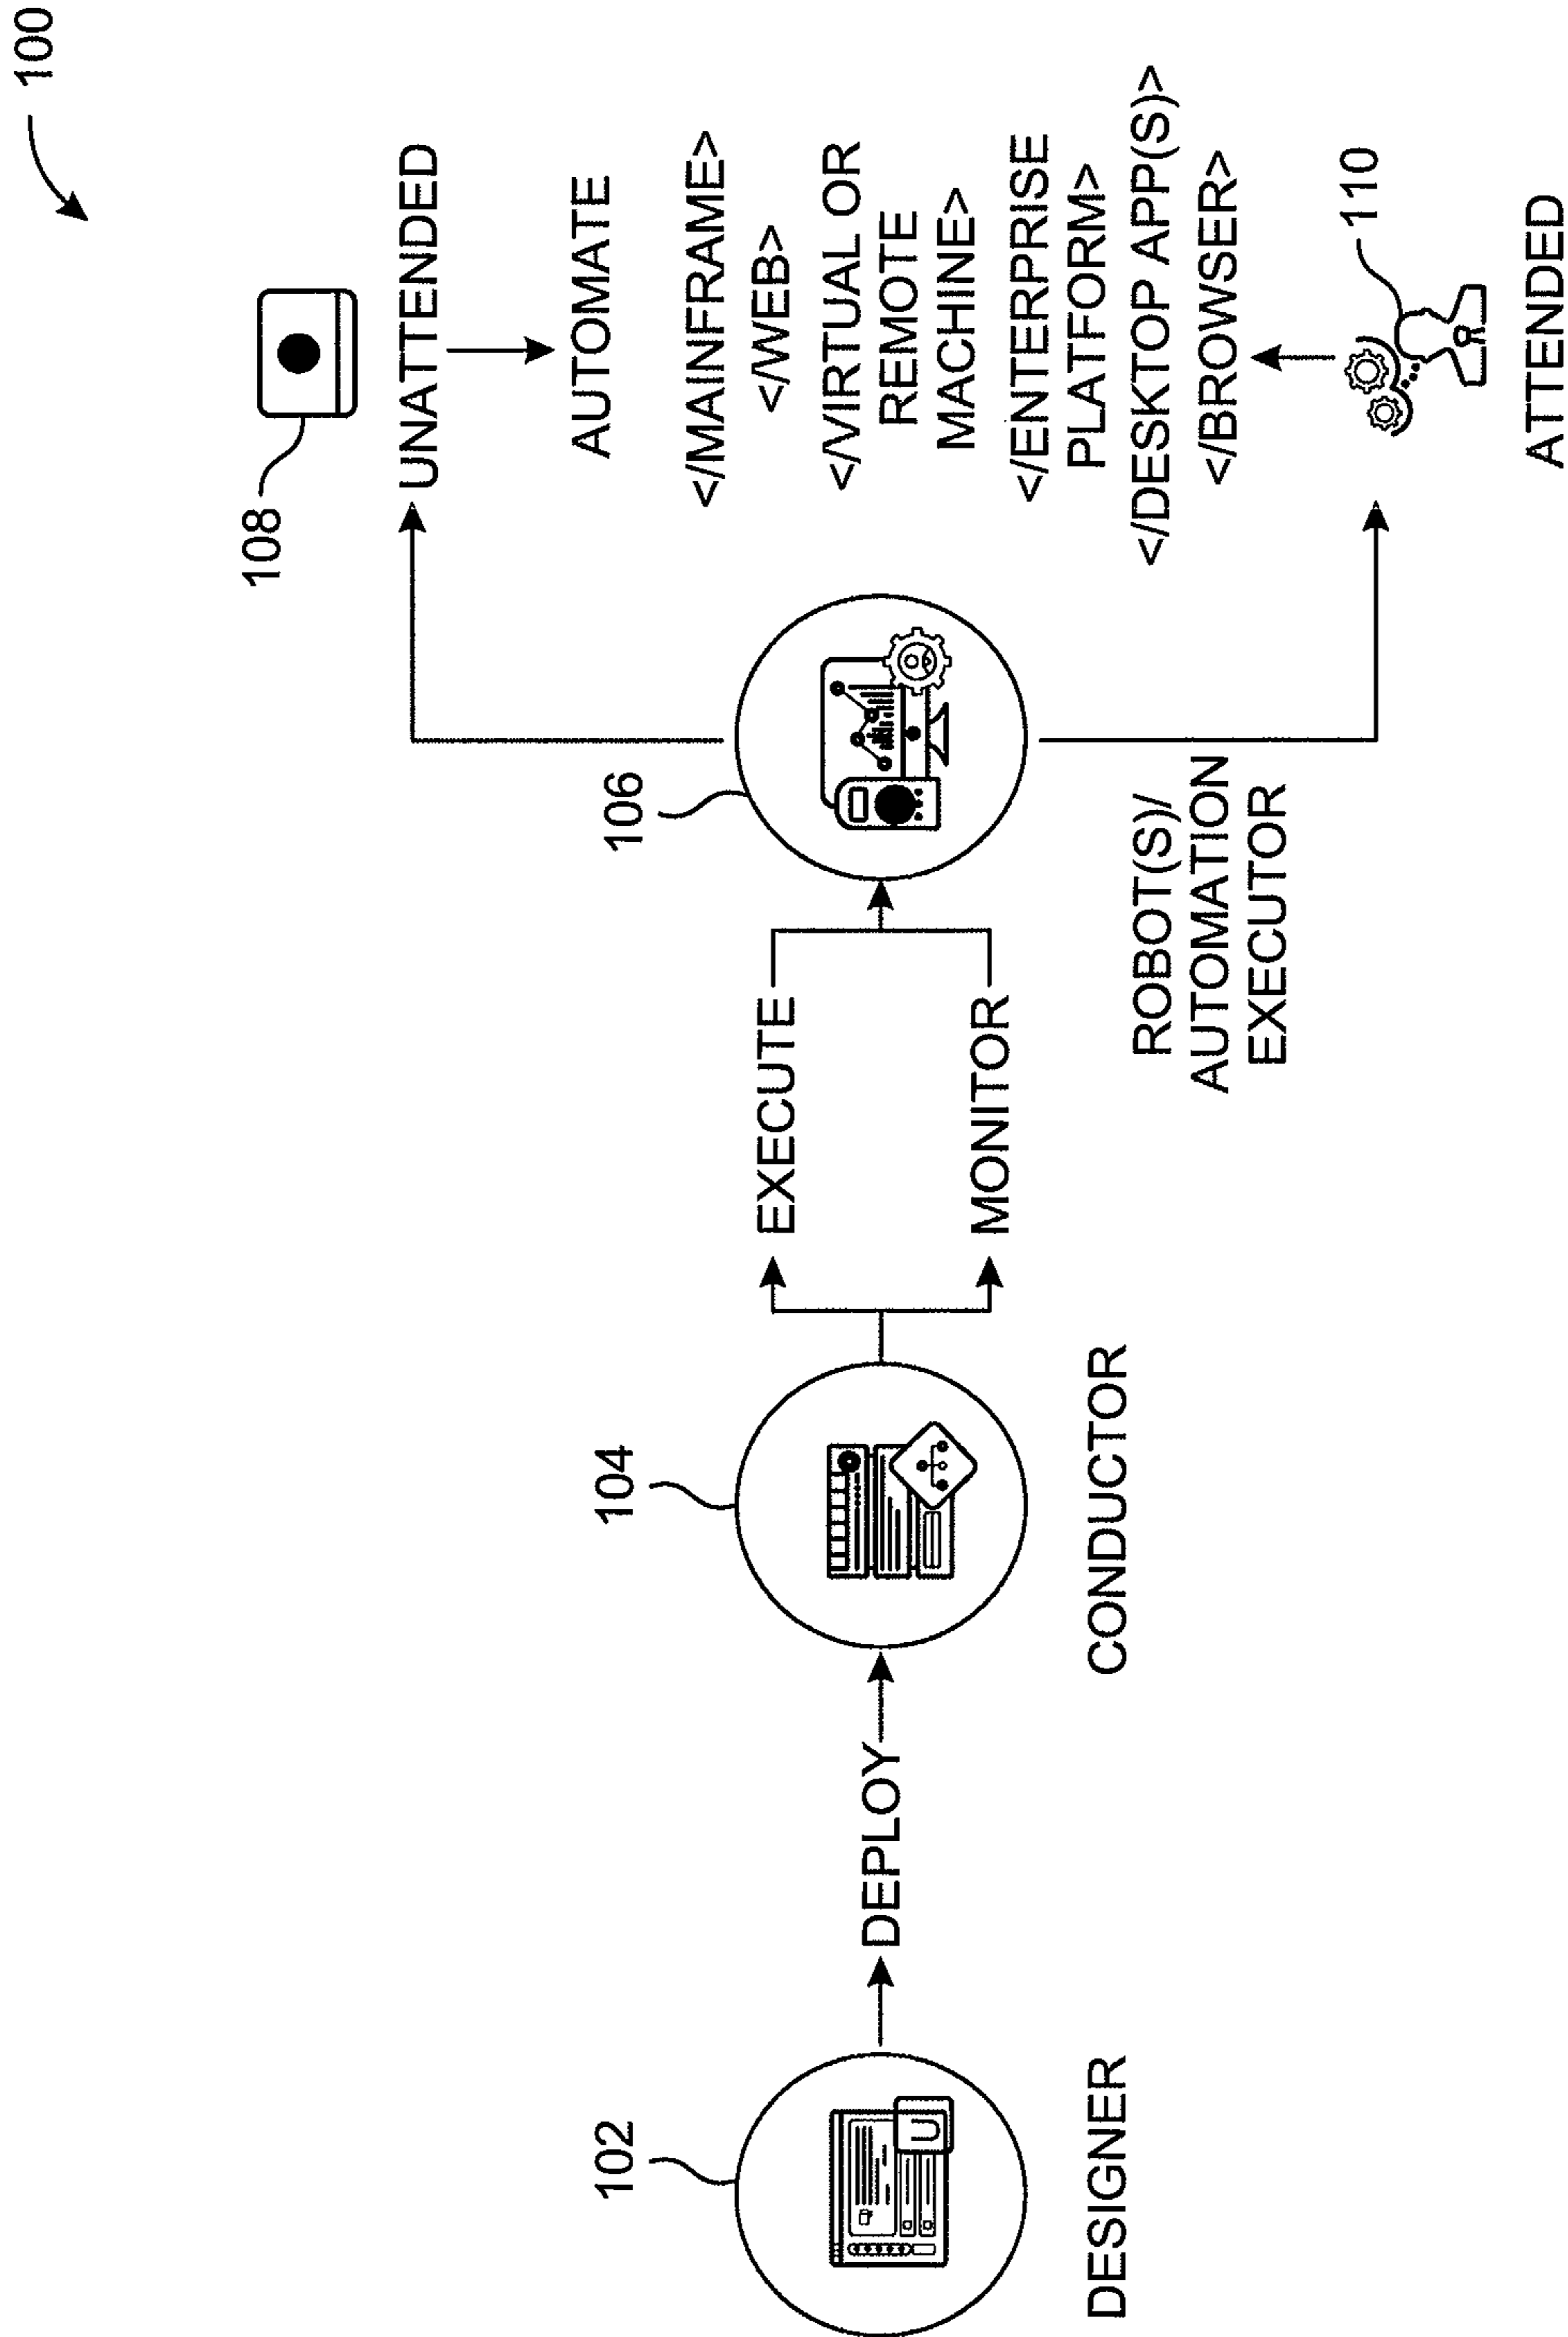 100
102
DESIGNER
DEPLOY
104
CONDUCTOR
EXECUTE
MONITOR
106
ROBOT(S)/
AUTOMATION
EXECUTOR
108
UNATTENDED
AUTOMATE
</MAINFRAME>
</WEB>
</VIRTUAL OR
REMOTE
MACHINE>
</ENTERPRISE
PLATFORM>
</DESKTOP APP(S)>
</BROWSER>
110
ATTENDED